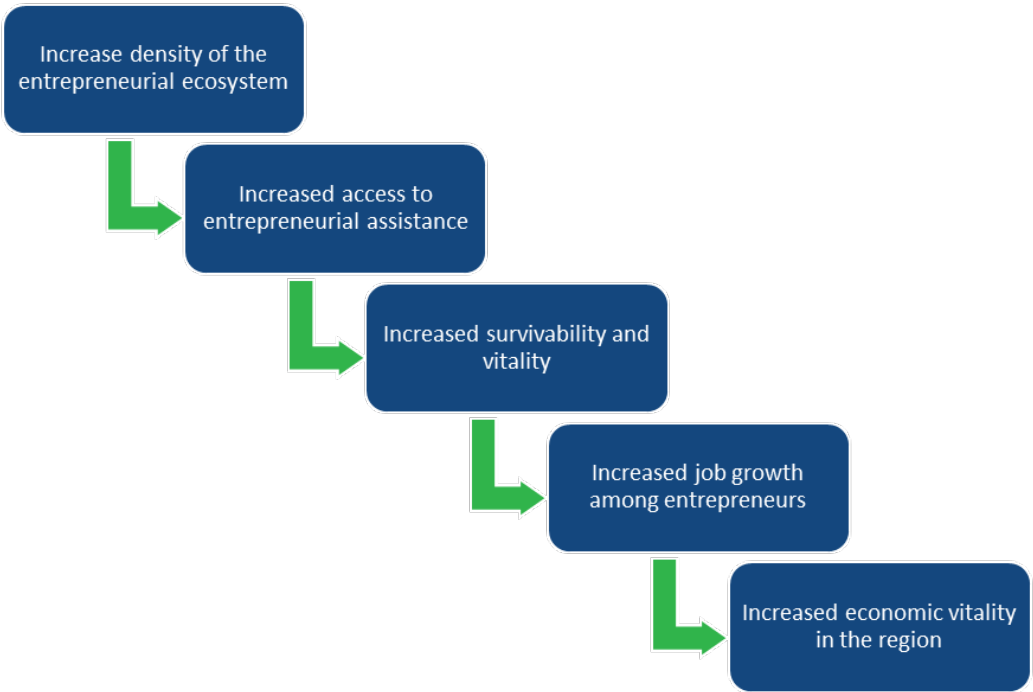 Increase density of the
entrepreneurial ecosystem
Increased access to
entrepreneurial assistance
Increased survivability and
vitality
Increased job growth
among entrepreneurs
Increased economic vitality
in the region